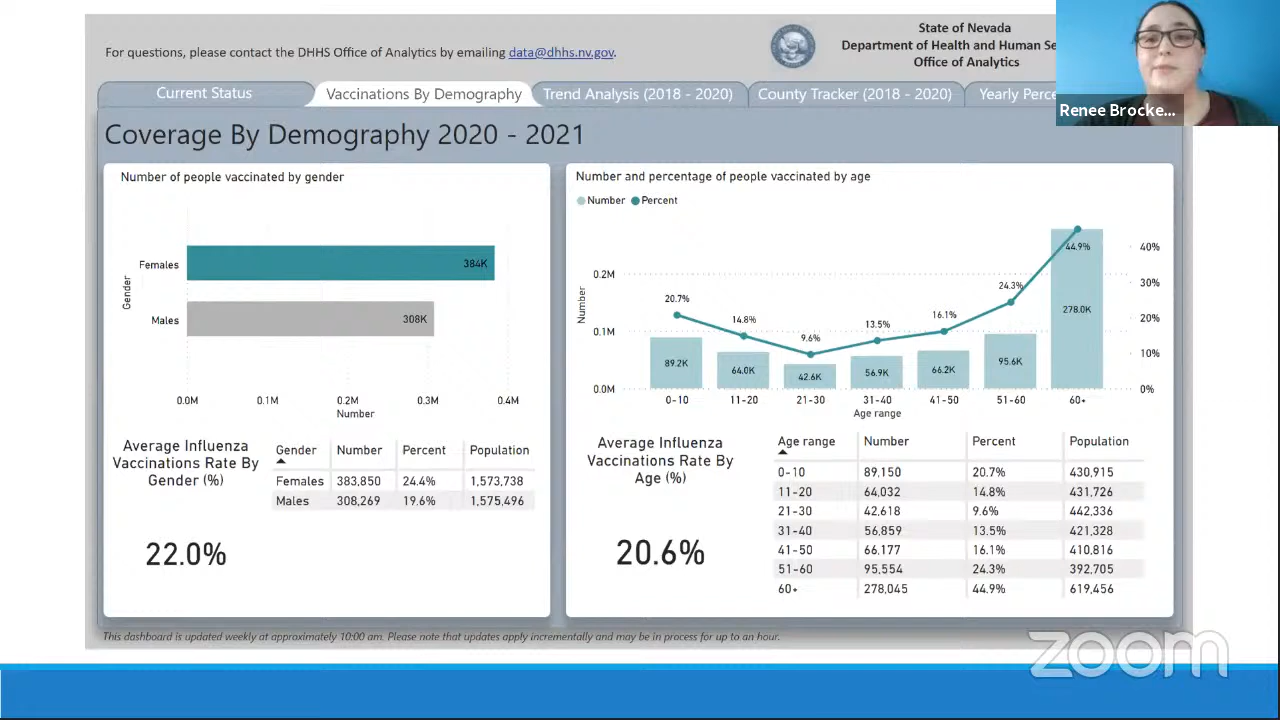 For questions, please contact the DHHS Office of Analytics by emailing data@dhhs.nv.gov.
State of Nevada
Department of Health and Human Se
Office of Analytics
Renee Brocke...
Current Status
Vaccinations By Demography
Trend Analysis (2018 - 2020)
County Tracker (2018 - 2020)
Yearly Perce
Coverage By Demography 2020 - 2021
Number of people vaccinated by gender
Gender
Females
384K
Males
308K
0.0M 0.1M 0.2M 0.3M 0.4M
Number
Average Influenza
Vaccinations Rate By
Gender (%)
22.0%
Gender Number Percent Population
Females 383,850 24.4% 1,573,738
Males 308,269 19.6% 1,575,496
Number and percentage of people vaccinated by age
Number Percent
Number
0.2M
0.1M
0.0M
40%
30%
20%
10%
0%
20.7%
14.8%
9.6%
13.5%
16.1%
24.3%
44.9%
89.2K
64.0K
42.6K
56.9K
66.2K
95.6K
278.0K
0-10 11-20 21-30 31-40 41-50 51-60 60+
Age range
Average Influenza
Vaccinations Rate By
Age (%)
20.6%
Age range Number Percent Population
0-10 89,150 20.7% 430,915
11-20 64,032 14.8% 431,726
21-30 42,618 9.6% 442,336
31-40 56,859 13.5% 421,328
41-50 66,177 16.1% 410,816
51-60 95,554 24.3% 392,705
60+ 278,045 44.9% 619,456
This dashboard is updated weekly at approximately 10:00 am. Please note that updates apply incrementally and may be in process for up to an hour.
zoom